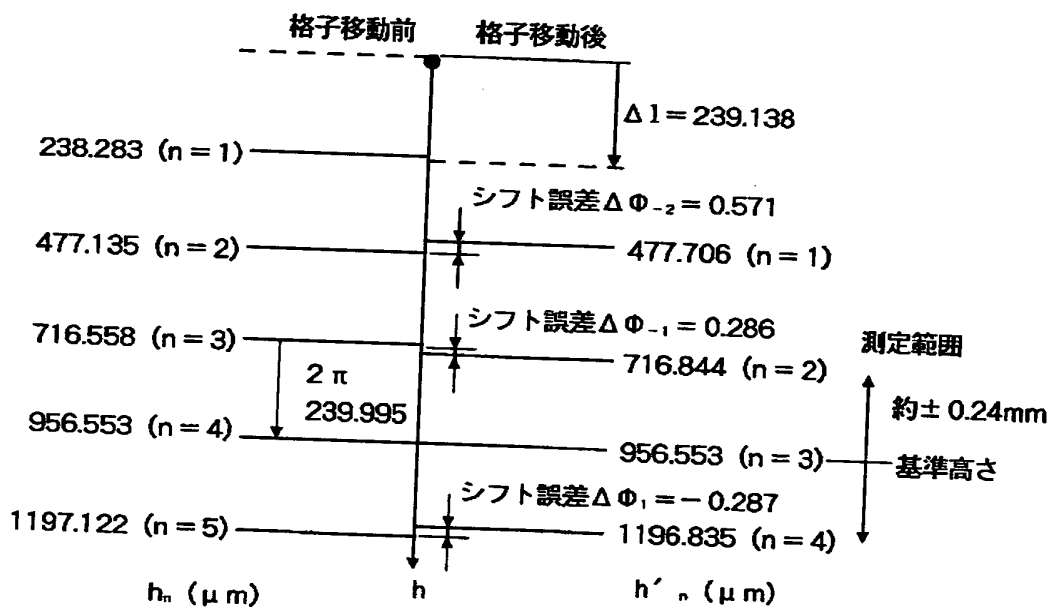 格子移動前 格子移動後
Δl=239.138
238.283 (n=1)
シフト誤差ΔΦ₋₂=0.571
477.135 (n=2)
477.706 (n=1)
シフト誤差ΔΦ₋₁=0.286
716.558 (n=3)
716.844 (n=2)
測定範囲
2π
239.995
約±0.24mm
956.553 (n=4)
956.553 (n=3)
基準高さ
シフト誤差ΔΦ₁=-0.287
1197.122 (n=5)
1196.835 (n=4)
hₙ (μm)
h
h′ₙ (μm)